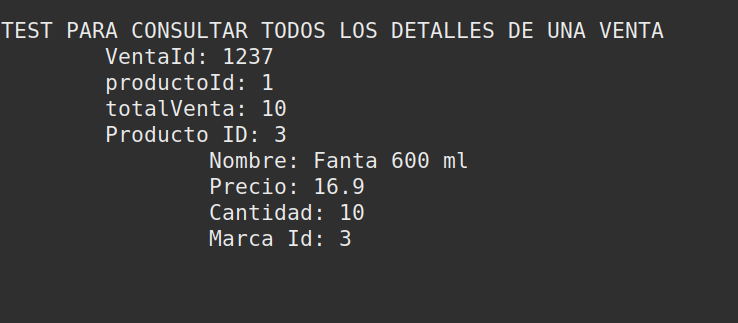 TEST PARA CONSULTAR TODOS LOS DETALLES DE UNA VENTA
VentaId: 1237
productoId: 1
totalVenta: 10
Producto ID: 3
Nombre: Fanta 600 ml
Precio: 16.9
Cantidad: 10
Marca Id: 3